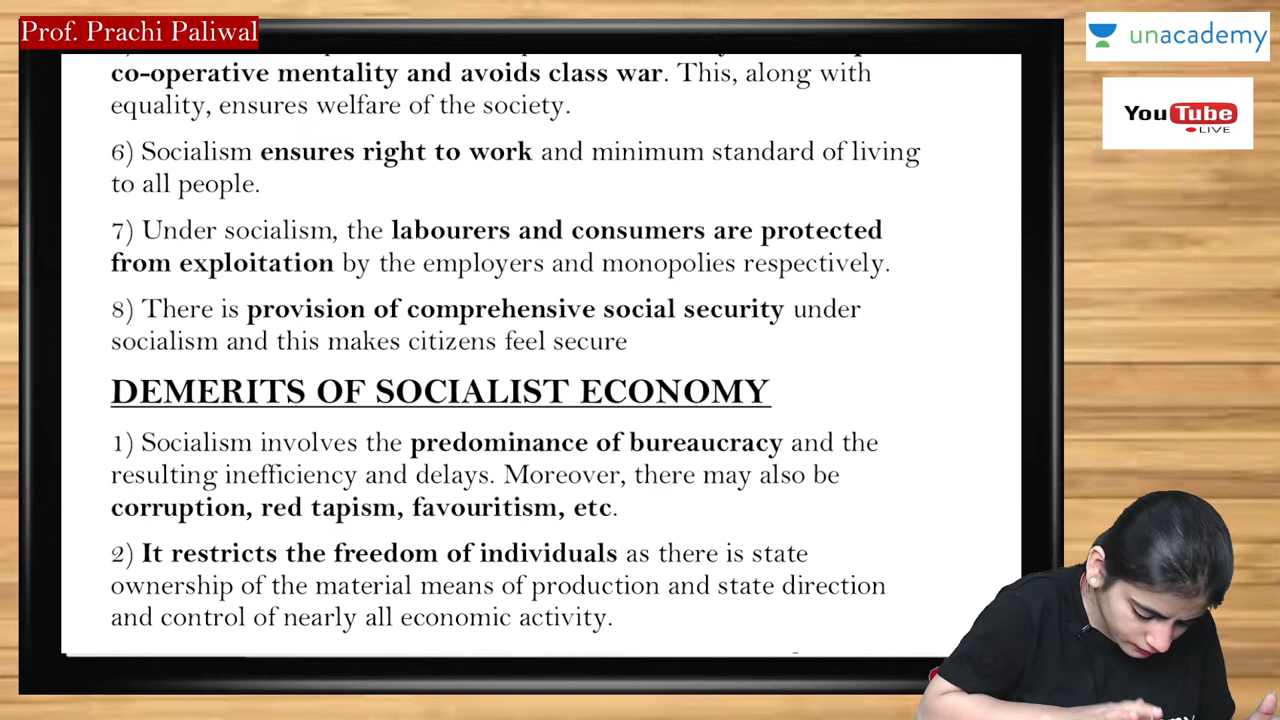 Prof. Prachi Paliwal
unacademy
YouTube
LIVE
co-operative mentality and avoids class war. This, along with
equality, ensures welfare of the society.
6) Socialism ensures right to work and minimum standard of living
to all people.
7) Under socialism, the labourers and consumers are protected
from exploitation by the employers and monopolies respectively.
8) There is provision of comprehensive social security under
socialism and this makes citizens feel secure
DEMERITS OF SOCIALIST ECONOMY
1) Socialism involves the predominance of bureaucracy and the
resulting inefficiency and delays. Moreover, there may also be
corruption, red tapism, favouritism, etc.
2) It restricts the freedom of individuals as there is state
ownership of the material means of production and state direction
and control of nearly all economic activity.